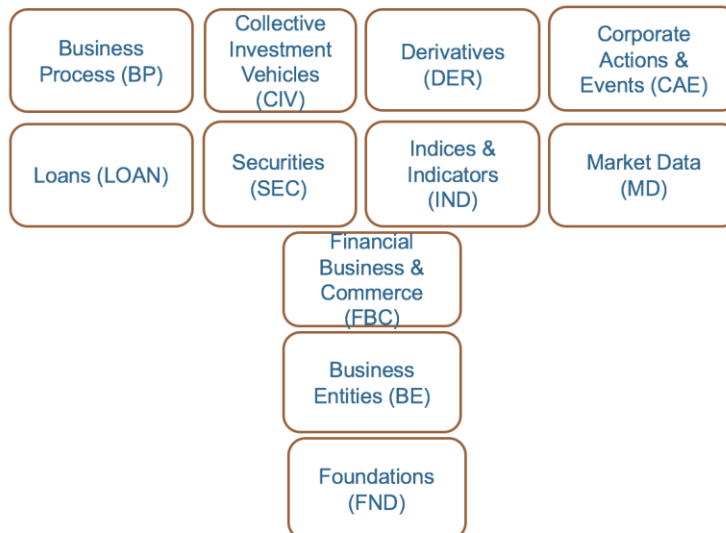 Business
Process (BP)
Collective
Investment
Vehicles
(CIV)
Derivatives
(DER)
Corporate
Actions &
Events (CAE)
Loans (LOAN)
Securities
(SEC)
Indices &
Indicators
(IND)
Market Data
(MD)
Financial
Business &
Commerce
(FBC)
Business
Entities (BE)
Foundations
(FND)